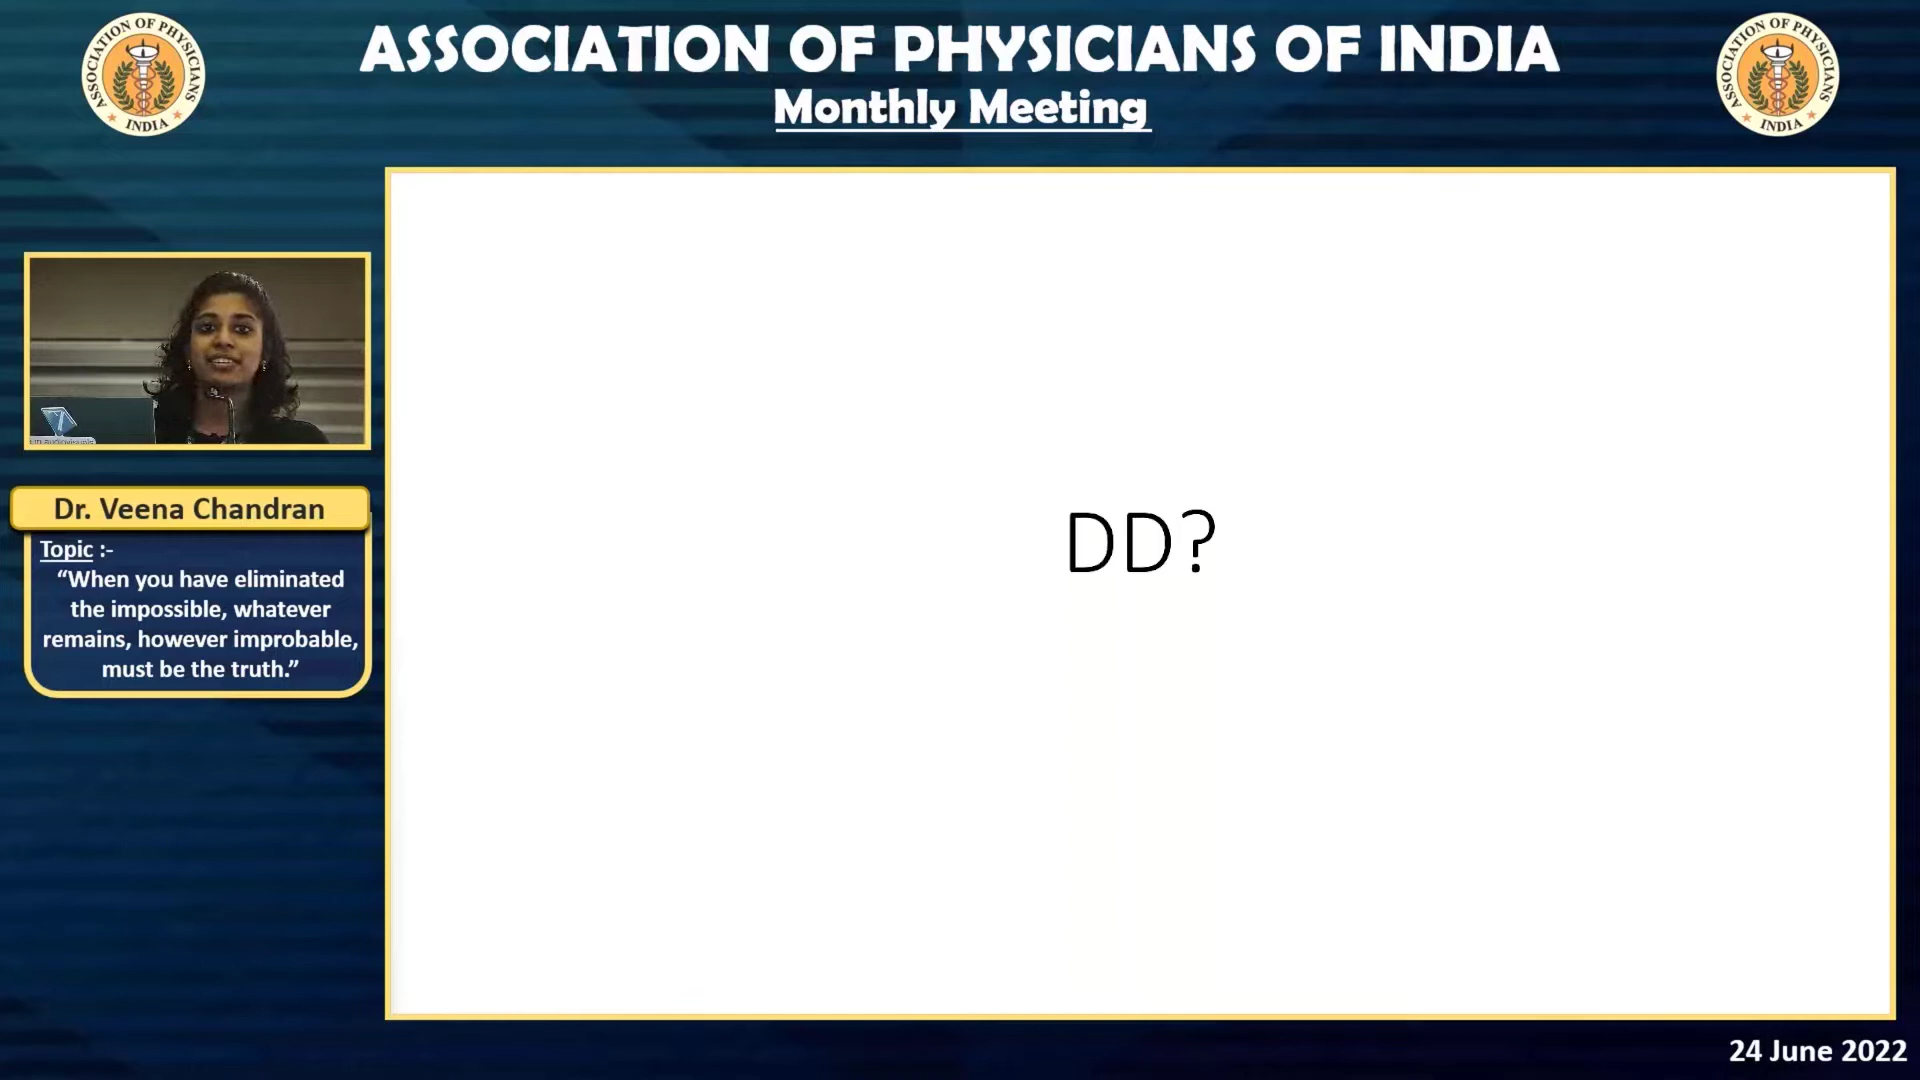 ASSOCIATION OF PHYSICIANS OF INDIA
Monthly Meeting
ASSOCIATION OF PHYSICIANS
INDIA
ASSOCIATION OF PHYSICIANS
INDIA
Dr. Veena Chandran
Topic :-
“When you have eliminated
the impossible, whatever
remains, however improbable,
must be the truth.”
DD?
24 June 2022